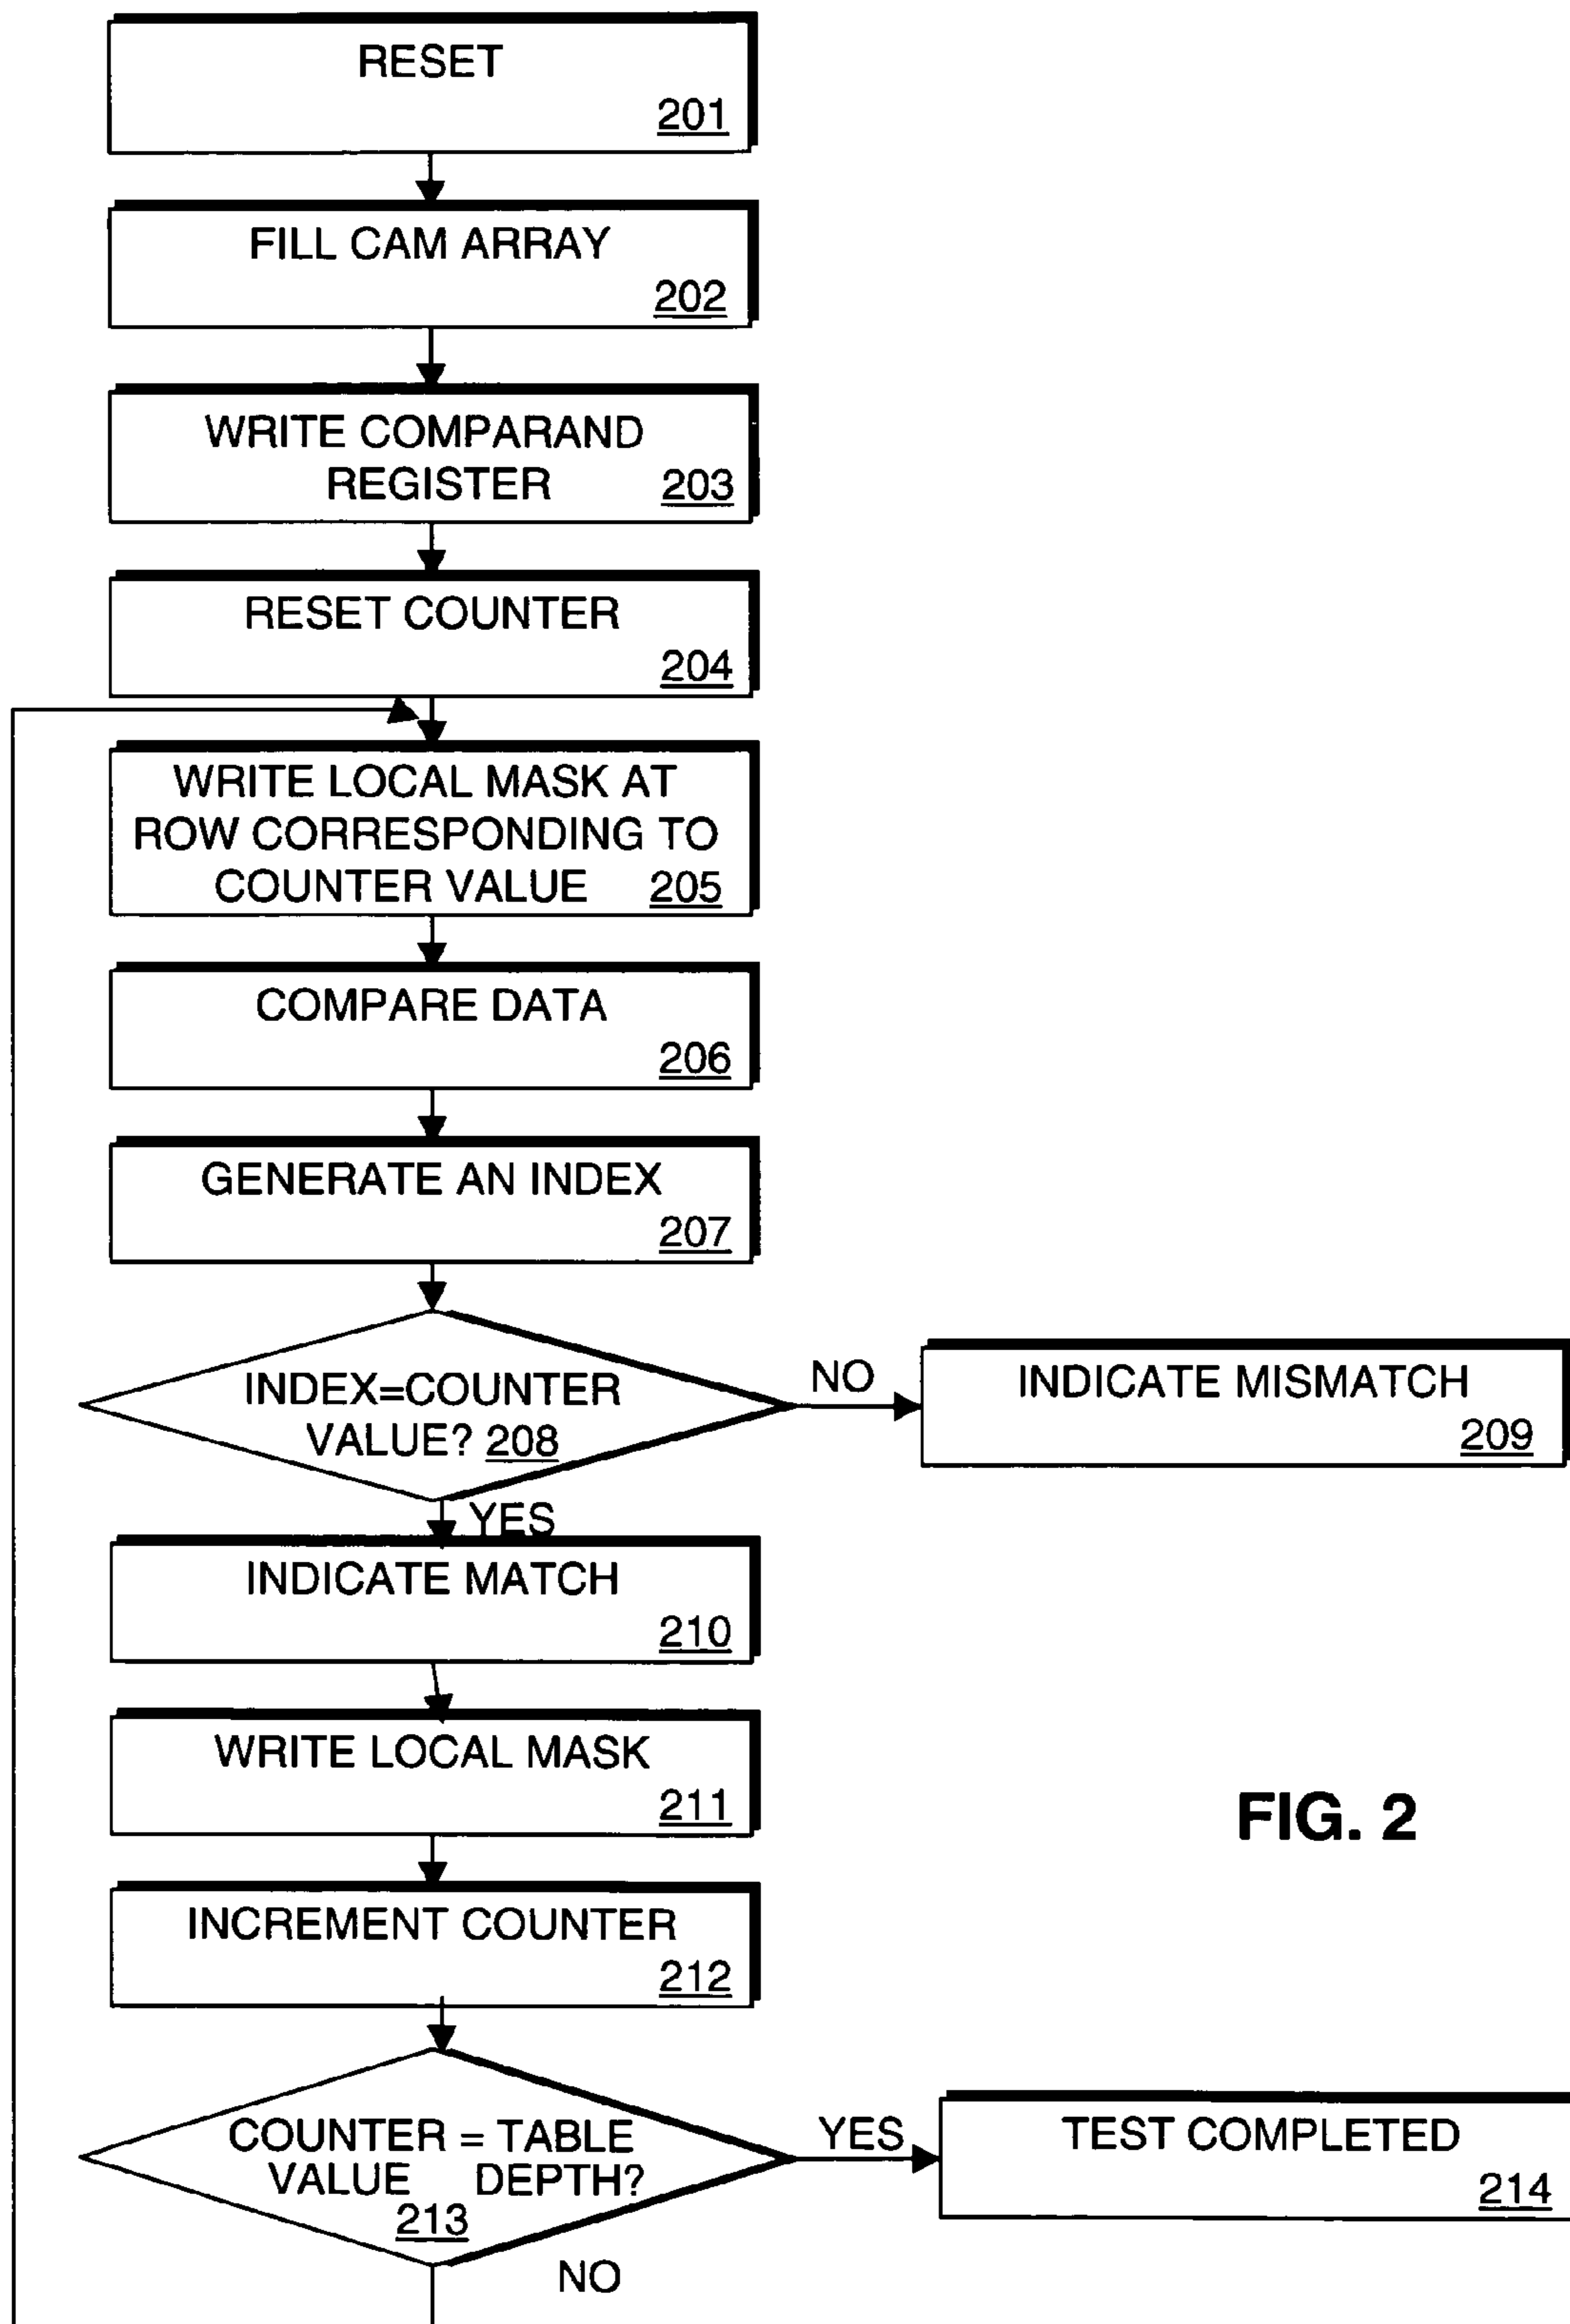 RESET
201
FILL CAM ARRAY
202
WRITE COMPARAND
REGISTER 203
RESET COUNTER
204
WRITE LOCAL MASK AT
ROW CORRESPONDING TO
COUNTER VALUE 205
COMPARE DATA
206
GENERATE AN INDEX
207
INDEX=COUNTER
VALUE? 208
NO
INDICATE MISMATCH
209
YES
INDICATE MATCH
210
WRITE LOCAL MASK
211
FIG. 2
INCREMENT COUNTER
212
COUNTER = TABLE
VALUE DEPTH?
213
YES
TEST COMPLETED
214
NO